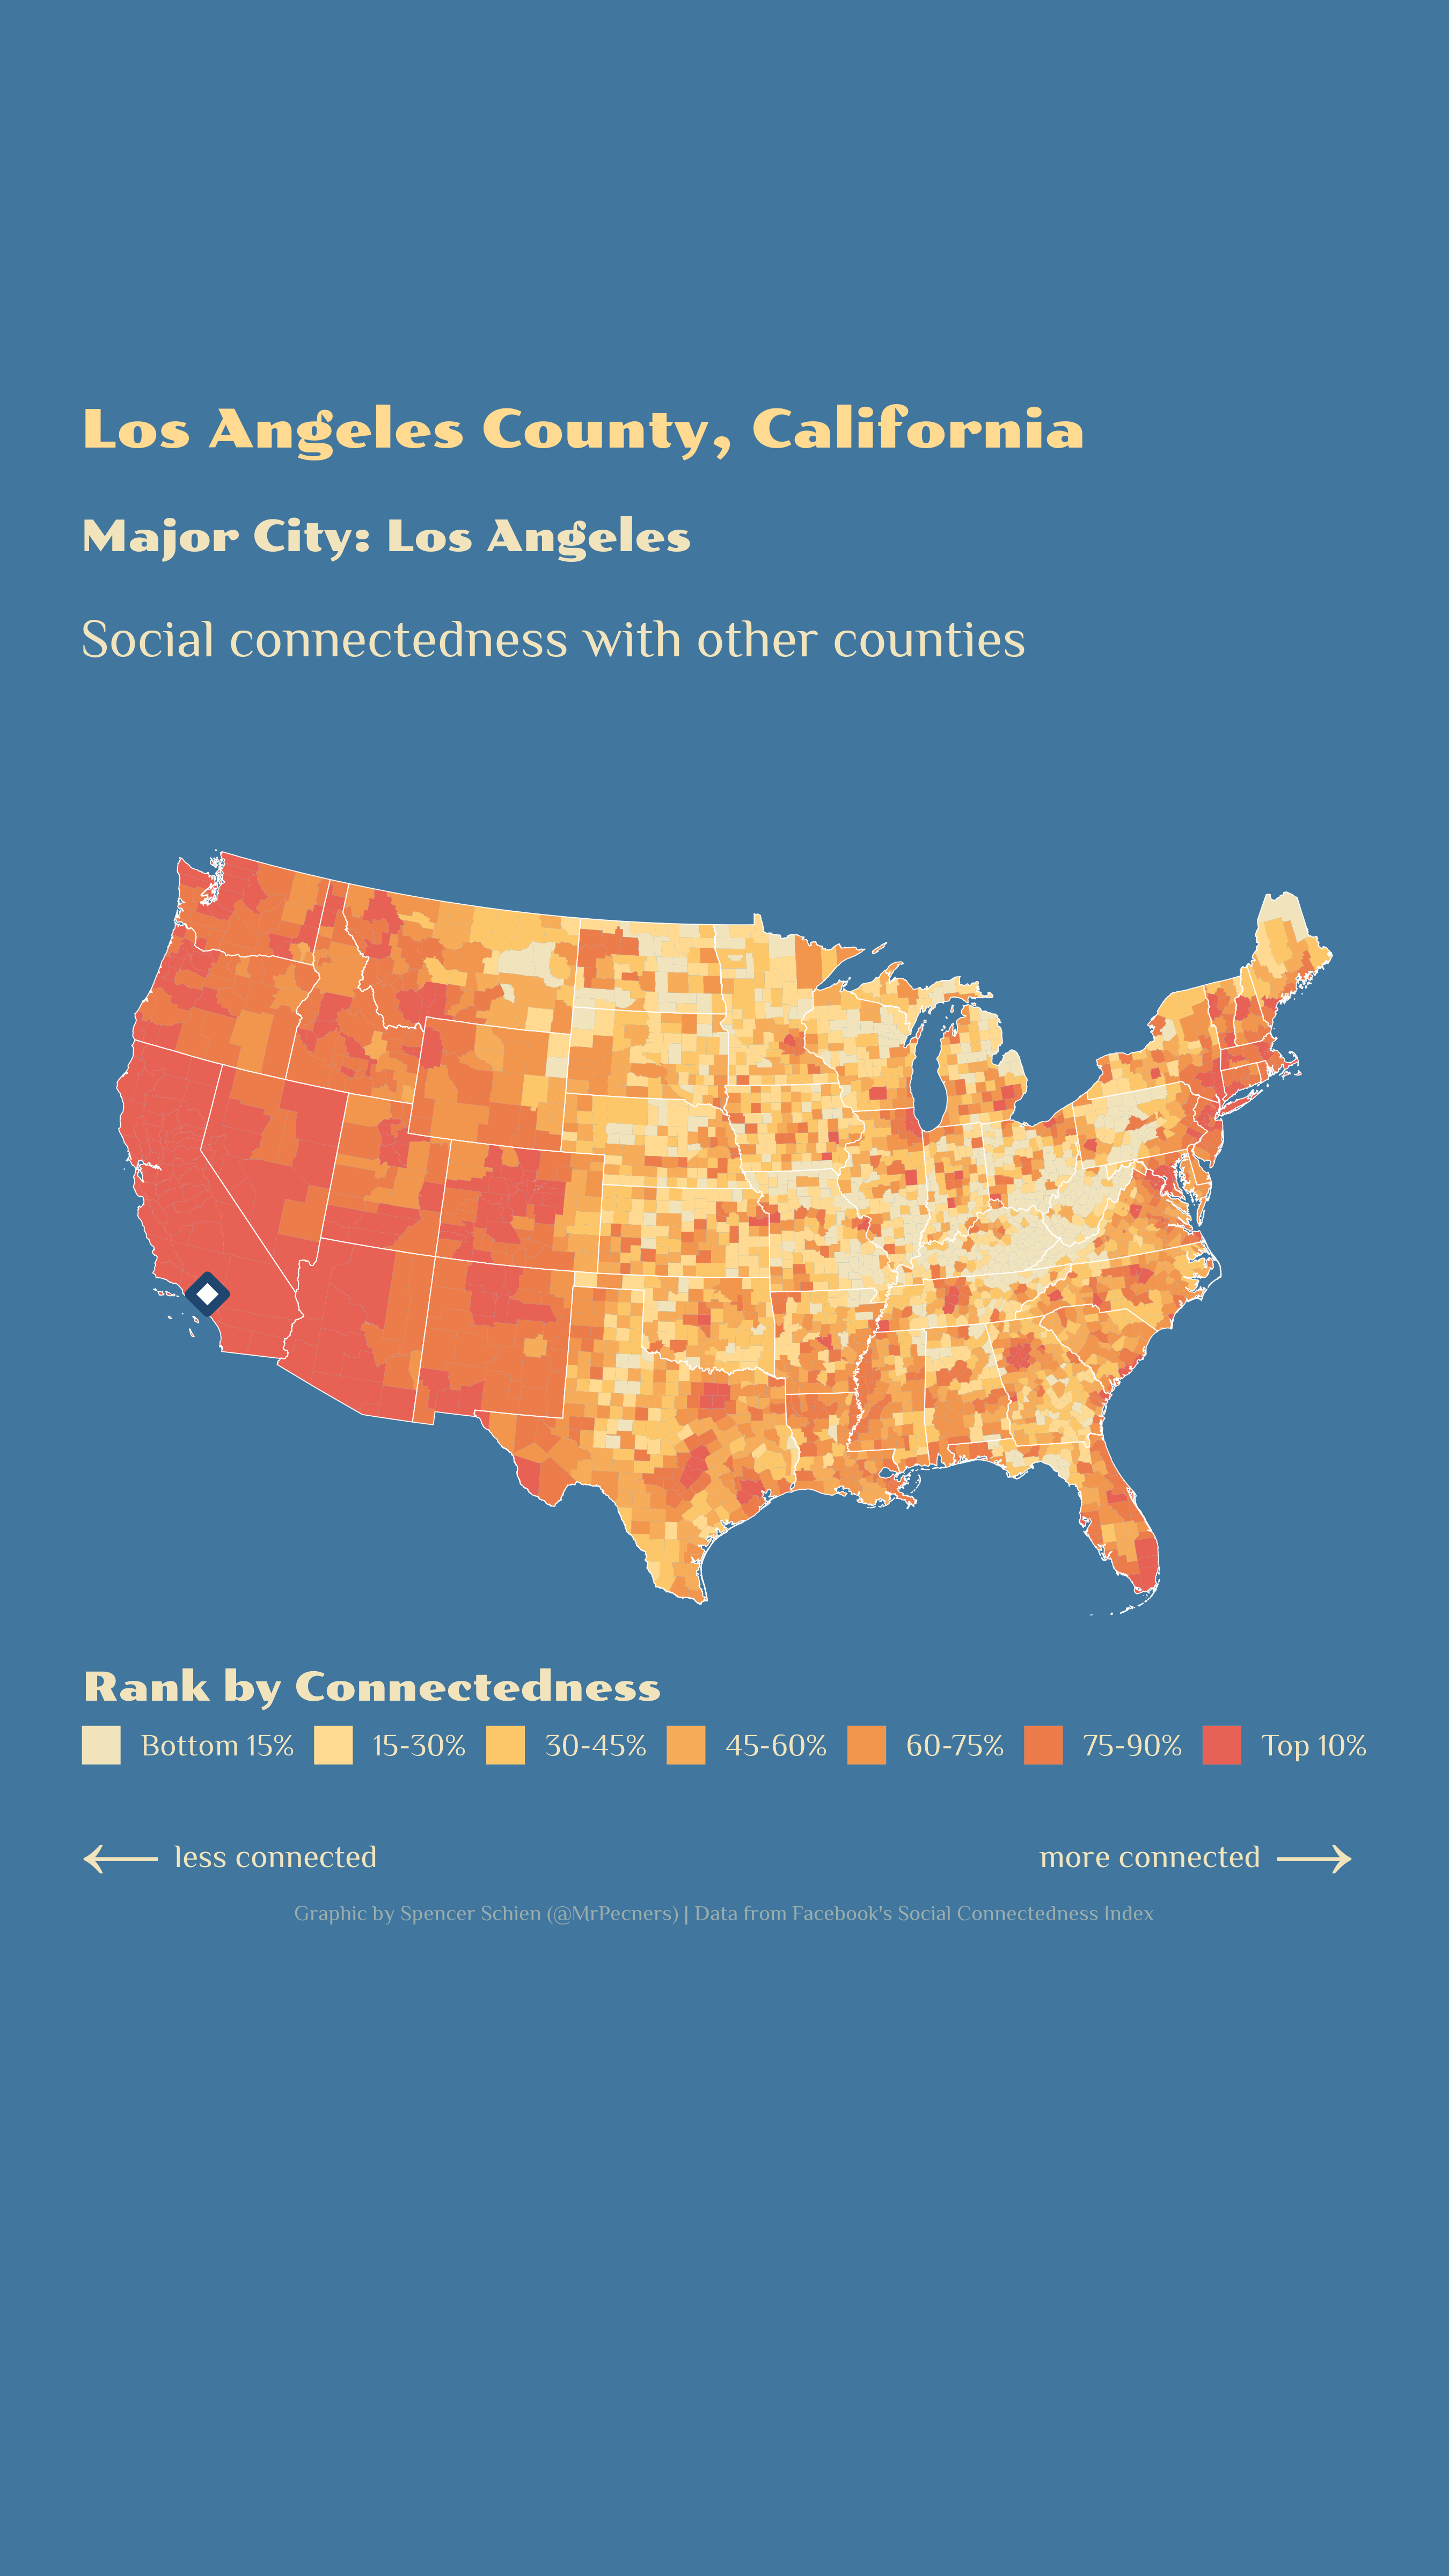 Los Angeles County, California
Major City: Los Angeles
Social connectedness with other counties
Rank by Connectedness
Bottom 15% 15-30% 30-45% 45-60% 60-75% 75-90% Top 10%
← less connected more connected →
Graphic by Spencer Schien (@MrPecners) | Data from Facebook's Social Connectedness Index